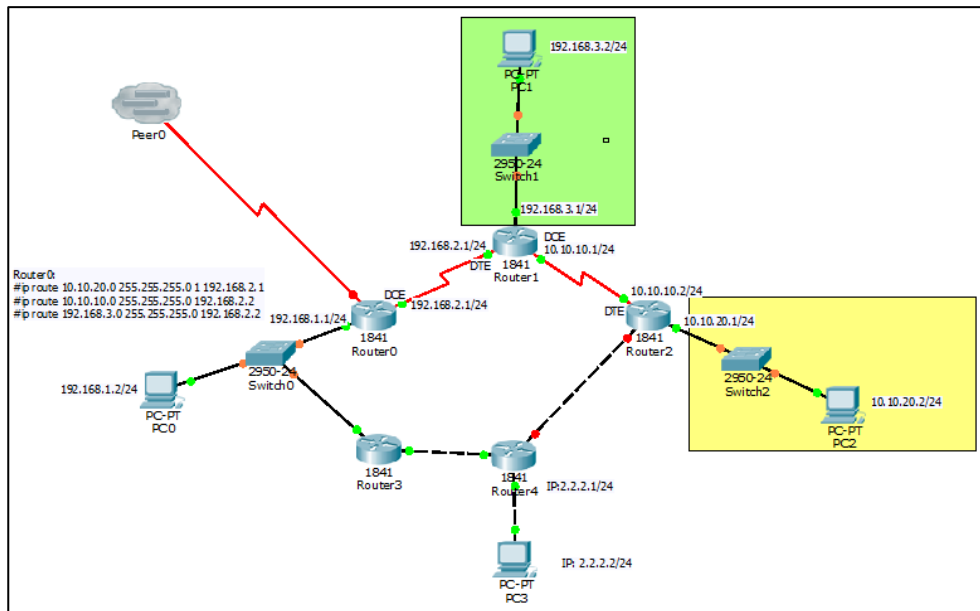 192.168.3.2/24
PC-PT
PC1
Peer0
2950-24
Switch1
192.168.3.1/24
192.168.2.1/24
DCE
10.10.10.1/24
DTE
1841
Router1
Router0:
#ip route 10.10.20.0 255.255.255.0 1 192.168.2.1
#ip route 10.10.10.0 255.255.255.0 192.168.2.2
#ip route 192.168.3.0 255.255.255.0 192.168.2.2
DCE
192.168.2.1/24
10.10.10.2/24
DTE
192.168.1.1/24
10.10.20.1/24
1841
Router0
1841
Router2
2950-24
Switch0
2950-24
Switch2
192.168.1.2/24
PC-PT
PC0
10.10.20.2/24
PC-PT
PC2
1841
Router3
1841
Router4
IP:2.2.2.1/24
IP: 2.2.2.2/24
PC-PT
PC3